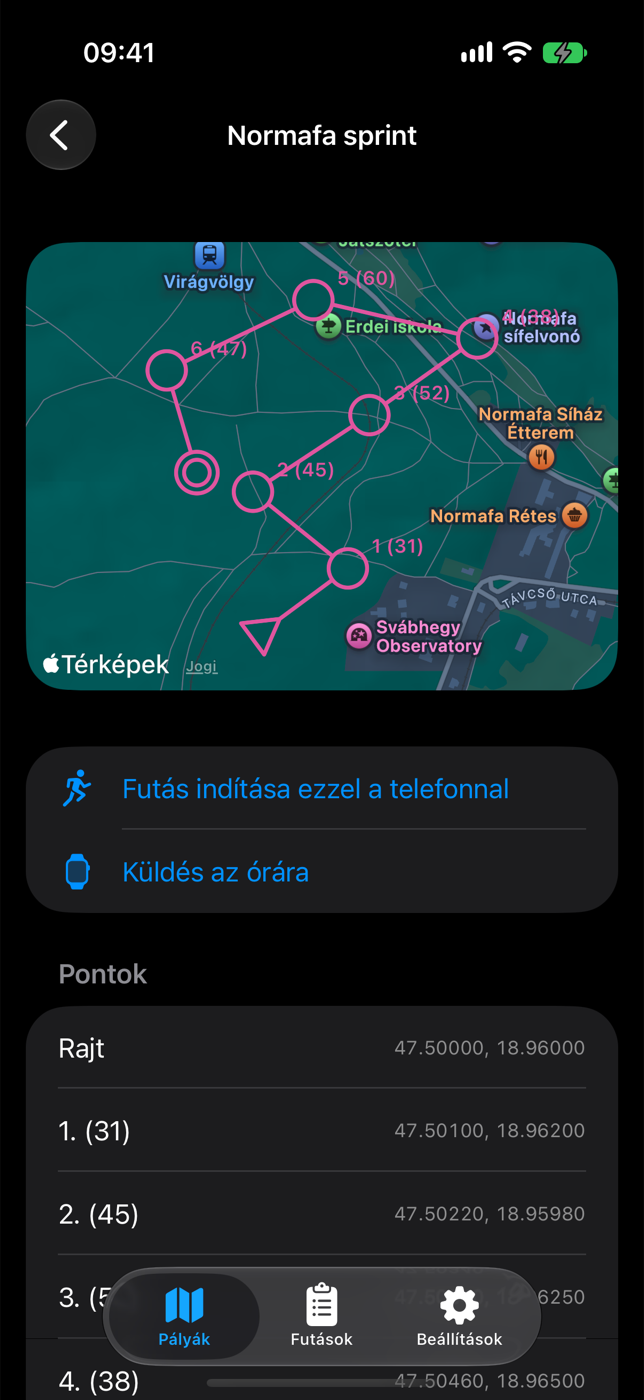 09:41
Normafa sprint
Játszótér
Virágvölgy
5 (60)
Erdei iskola
4 (38)
Normafa
sífelvonó
6 (47)
3 (52)
Normafa Síház
Étterem
2 (45)
Normafa Rétes
1 (31)
TÁVCSŐ UTCA
Svábhegy
Observatory
Térképek
Jogi
Futás indítása ezzel a telefonnal
Küldés az órára
Pontok
Rajt
47.50000, 18.96000
1. (31)
47.50100, 18.96200
2. (45)
47.50220, 18.95980
3. (5
6250
Pályák
Futások
Beállítások
4. (38)
47.50460, 18.96500